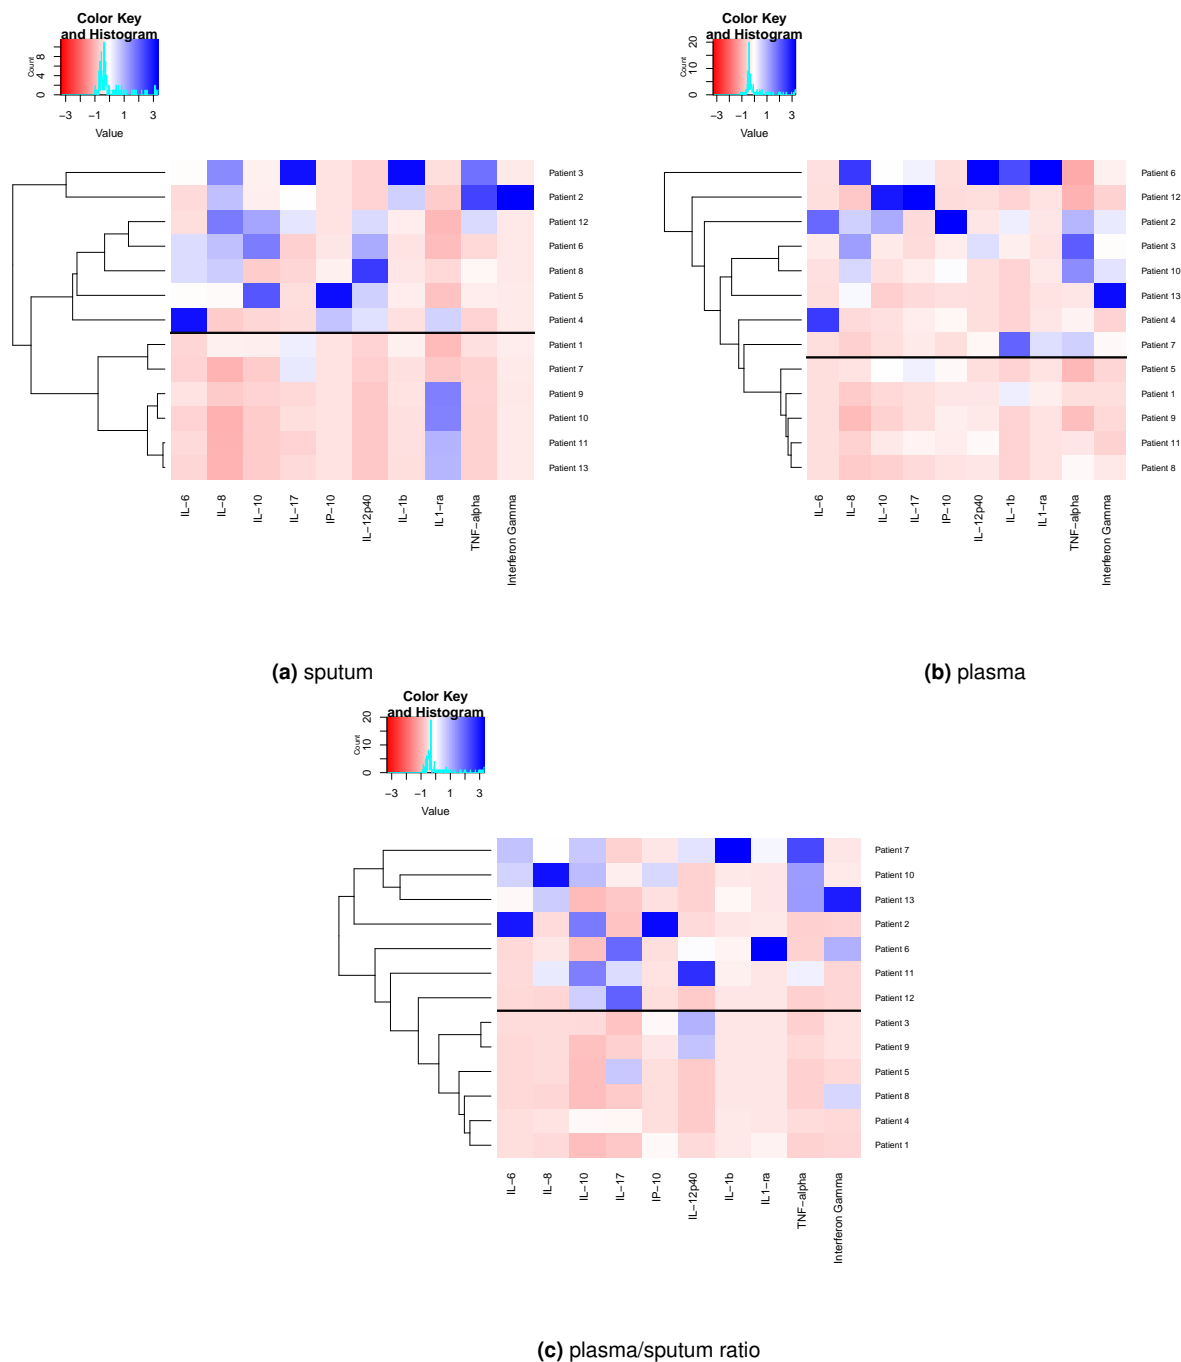 Color Key
and Histogram
Count
0 4 8
−3 −1 1 3
Value
Patient 3
Patient 2
Patient 12
Patient 6
Patient 8
Patient 5
Patient 4
Patient 1
Patient 7
Patient 9
Patient 10
Patient 11
Patient 13
IL−6
IL−8
IL−10
IL−17
IP−10
IL−12p40
IL−1b
IL1−ra
TNF−alpha
Interferon Gamma
(a) sputum
Color Key
and Histogram
Count
0 10 20
−3 −1 1 3
Value
Patient 6
Patient 12
Patient 2
Patient 3
Patient 10
Patient 13
Patient 4
Patient 7
Patient 5
Patient 1
Patient 9
Patient 11
Patient 8
IL−6
IL−8
IL−10
IL−17
IP−10
IL−12p40
IL−1b
IL1−ra
TNF−alpha
Interferon Gamma
(b) plasma
Color Key
and Histogram
Count
0 10 20
−3 −1 1 3
Value
Patient 7
Patient 10
Patient 13
Patient 2
Patient 6
Patient 11
Patient 12
Patient 3
Patient 9
Patient 5
Patient 8
Patient 4
Patient 1
IL−6
IL−8
IL−10
IL−17
IP−10
IL−12p40
IL−1b
IL1−ra
TNF−alpha
Interferon Gamma
(c) plasma/sputum ratio